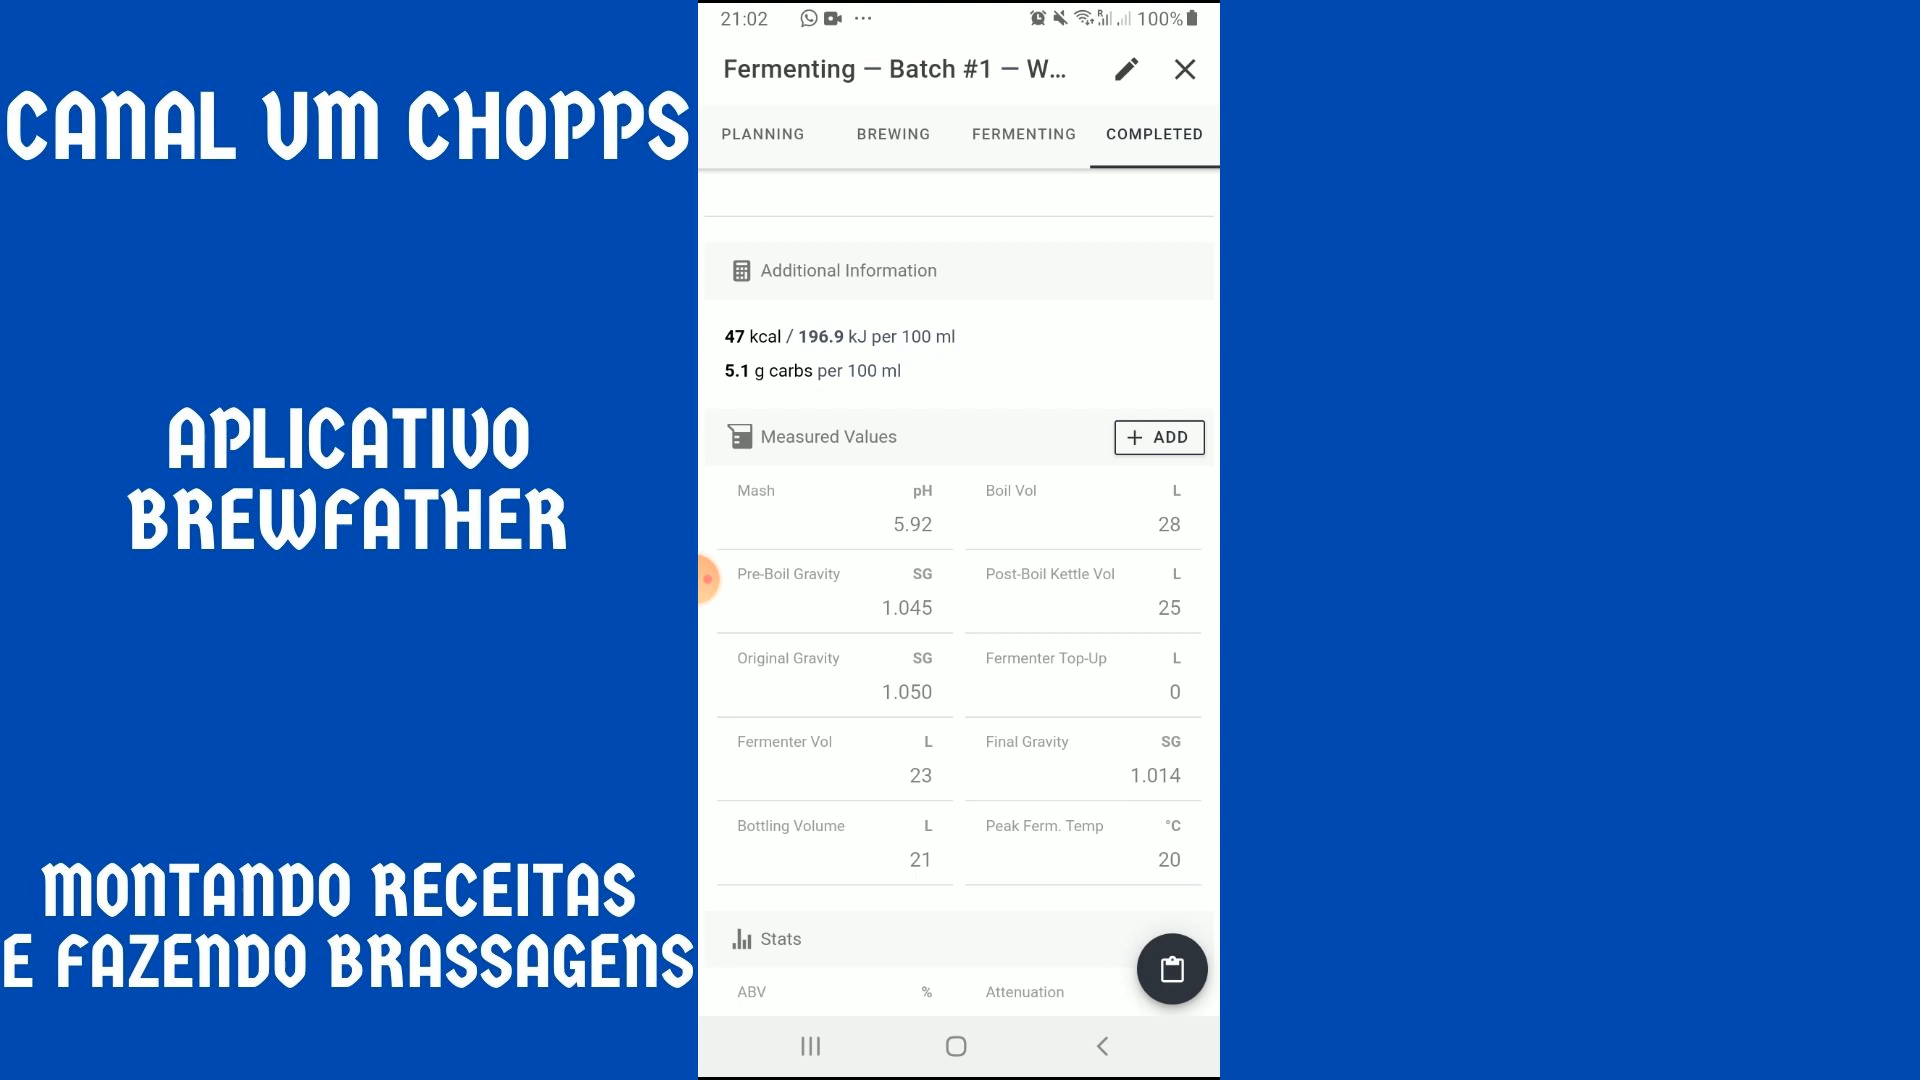 CANAL UM CHOPPS
APLICATIVO
BREWFATHER
MONTANDO RECEITAS
E FAZENDO BRASSAGENS
21:02 ... R 100%
Fermenting — Batch #1 — W...
PLANNING BREWING FERMENTING COMPLETED
Additional Information
47 kcal / 196.9 kJ per 100 ml
5.1 g carbs per 100 ml
Measured Values + ADD
Mash pH Boil Vol L
5.92 28
Pre-Boil Gravity SG Post-Boil Kettle Vol L
1.045 25
Original Gravity SG Fermenter Top-Up L
1.050 0
Fermenter Vol L Final Gravity SG
23 1.014
Bottling Volume L Peak Ferm. Temp °C
21 20
Stats
ABV % Attenuation